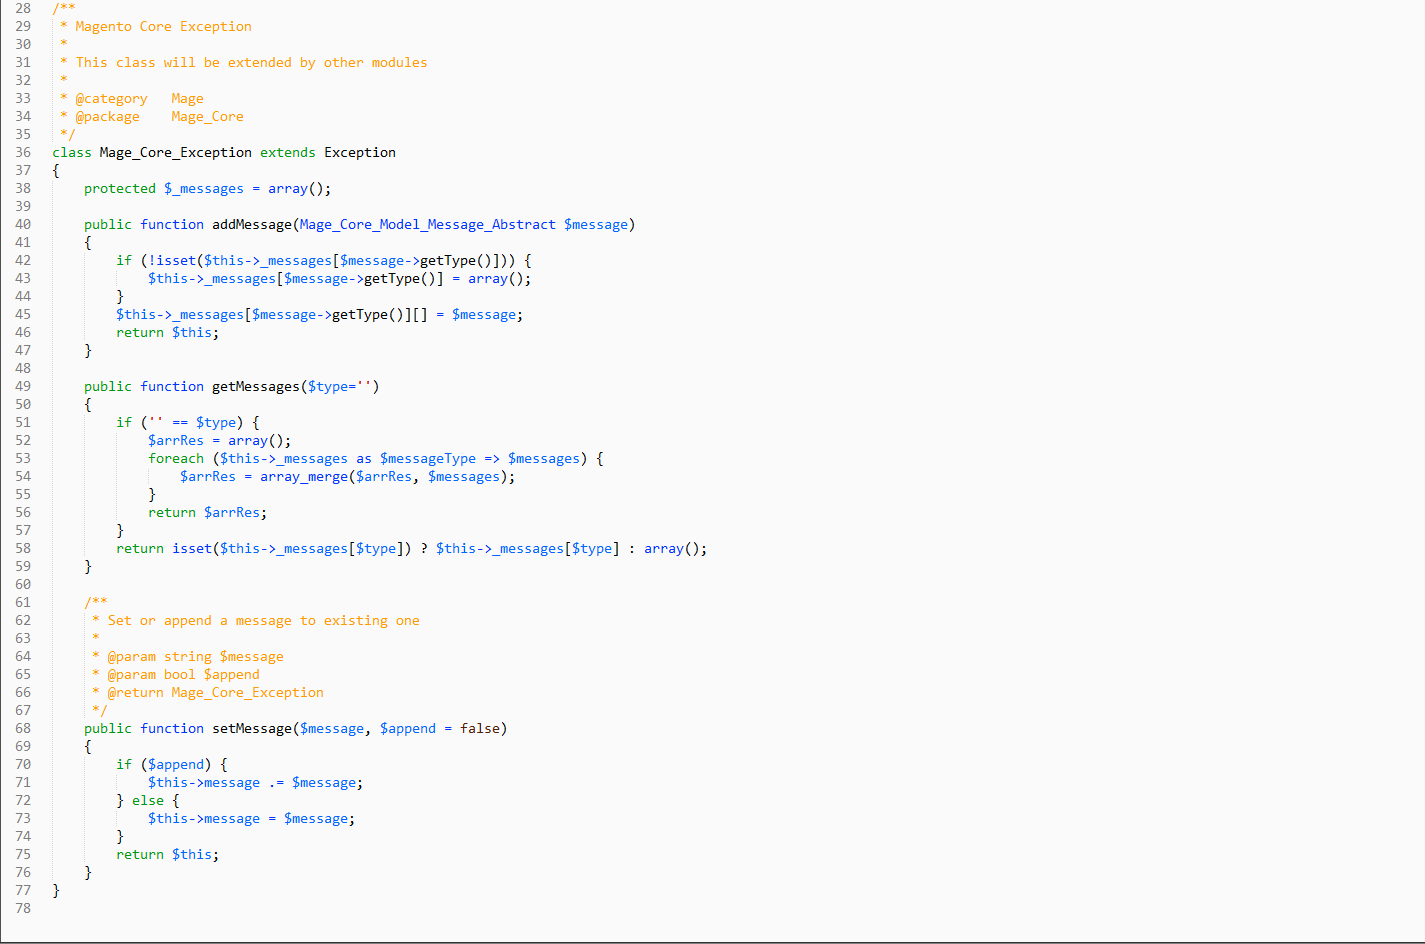 28 /**
29  * Magento Core Exception
30  *
31  * This class will be extended by other modules
32  *
33  * @category   Mage
34  * @package    Mage_Core
35  */
36 class Mage_Core_Exception extends Exception
37 {
38     protected $_messages = array();
39
40     public function addMessage(Mage_Core_Model_Message_Abstract $message)
41     {
42         if (!isset($this->_messages[$message->getType()])) {
43             $this->_messages[$message->getType()] = array();
44         }
45         $this->_messages[$message->getType()][] = $message;
46         return $this;
47     }
48
49     public function getMessages($type='')
50     {
51         if ('' == $type) {
52             $arrRes = array();
53             foreach ($this->_messages as $messageType => $messages) {
54                 $arrRes = array_merge($arrRes, $messages);
55             }
56             return $arrRes;
57         }
58         return isset($this->_messages[$type]) ? $this->_messages[$type] : array();
59     }
60
61     /**
62      * Set or append a message to existing one
63      *
64      * @param string $message
65      * @param bool $append
66      * @return Mage_Core_Exception
67      */
68     public function setMessage($message, $append = false)
69     {
70         if ($append) {
71             $this->message .= $message;
72         } else {
73             $this->message = $message;
74         }
75         return $this;
76     }
77 }
78